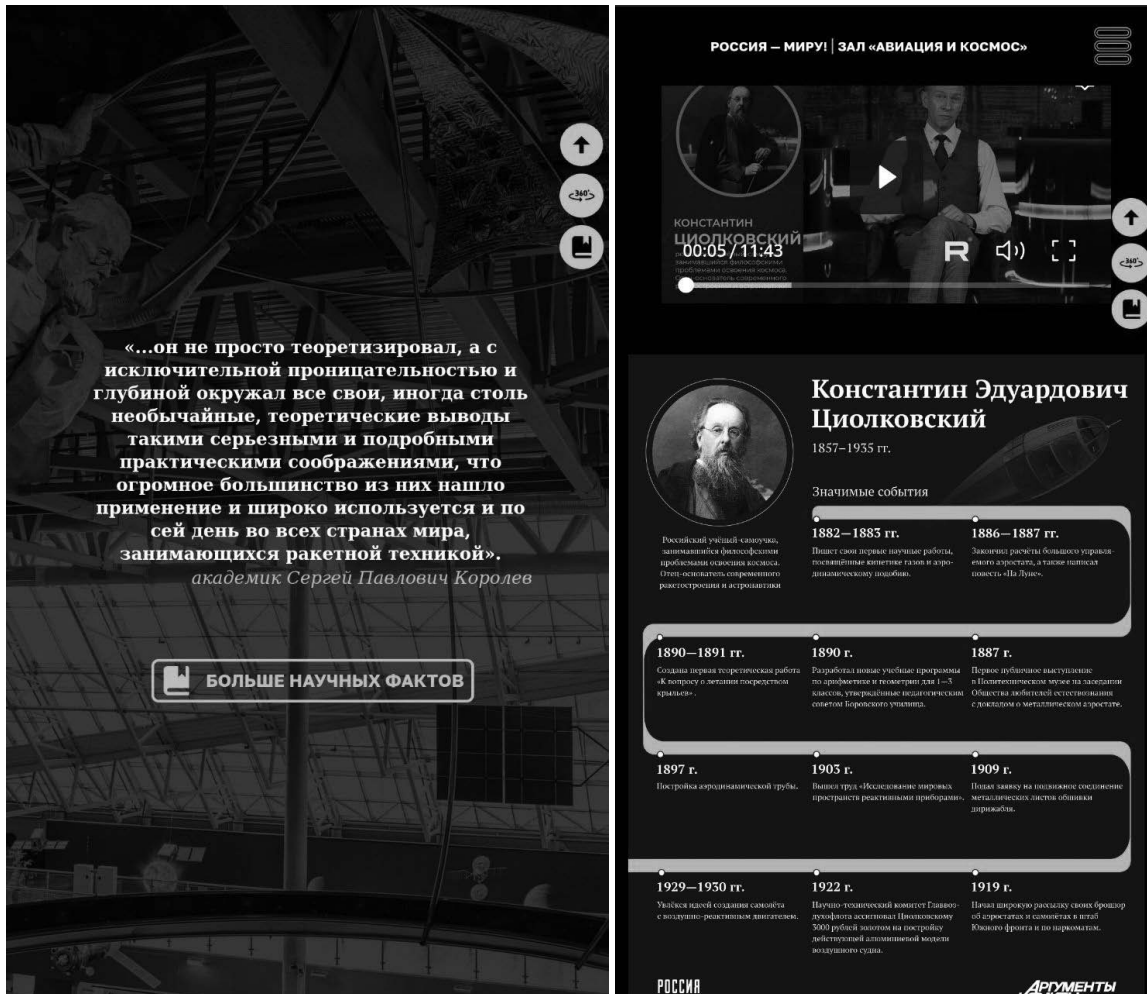 360°
«...он не просто теоретизировал, а с
исключительной проницательностью и
глубиной окружал все свои, иногда столь
необычайные, теоретические выводы
такими серьезными и подробными
практическими соображениями, что
огромное большинство из них нашло
применение и широко используется и по
сей день во всех странах мира,
занимающихся ракетной техникой».
академик Сергей Павлович Королев
БОЛЬШЕ НАУЧНЫХ ФАКТОВ
РОССИЯ – МИРУ! | ЗАЛ «АВИАЦИЯ И КОСМОС»
КОНСТАНТИН
ЦИОЛКОВСКИЙ
00:05 / 11:43
R
занимавшийся философскими
проблемами освоения космоса.
360°
Константин Эдуардович
Циолковский
1857–1935 гг.
Значимые события
Российский учёный-самоучка,
занимавшийся философскими
проблемами освоения космоса.
Отец-основатель современного
ракетостроения и астронавтики
1882—1883 гг.
Пишет свои первые научные работы,
посвящённые кинетике газов и аэро-
динамическому подобию.
1886—1887 гг.
Закончил расчёты большого управля-
емого аэростата, а также написал
повесть «На Луне».
1890—1891 гг.
Создана первая теоретическая работа
«К вопросу о летании посредством
крыльев» .
1890 г.
Разработал новые учебные программы
по арифметике и геометрии для 1—3
классов, утверждённые педагогическим
советом Боровского училища.
1887 г.
Первое публичное выступление
в Политехническом музее на заседании
Общества любителей естествознания
с докладом о металлическом аэростате.
1897 г.
Постройка аэродинамической трубы.
1903 г.
Вышел труд «Исследование мировых
пространств реактивными приборами».
1909 г.
Подал заявку на подвижное соединение
металлических листов обшивки
дирижабля.
1929—1930 гг.
Увлёкся идеей создания самолёта
с воздушно-реактивным двигателем.
1922 г.
Научно-технический комитет Главвоз-
духофлота ассигновал Циолковскому
3000 рублей золотом на постройку
действующей алюминиевой модели
воздушного судна.
1919 г.
Начал широкую рассылку своих брошюр
об аэростатах и самолётах в штаб
Южного фронта и по наркоматам.
РОССИЯ
АРГУМЕНТЫ